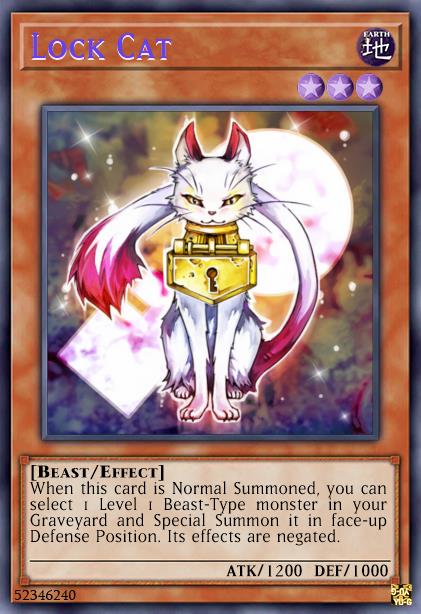 Lock Cat
EARTH
地
[Beast/Effect]
When this card is Normal Summoned, you can
select 1 Level 1 Beast-Type monster in your
Graveyard and Special Summon it in face-up
Defense Position. Its effects are negated.
ATK/1200 DEF/1000
52346240